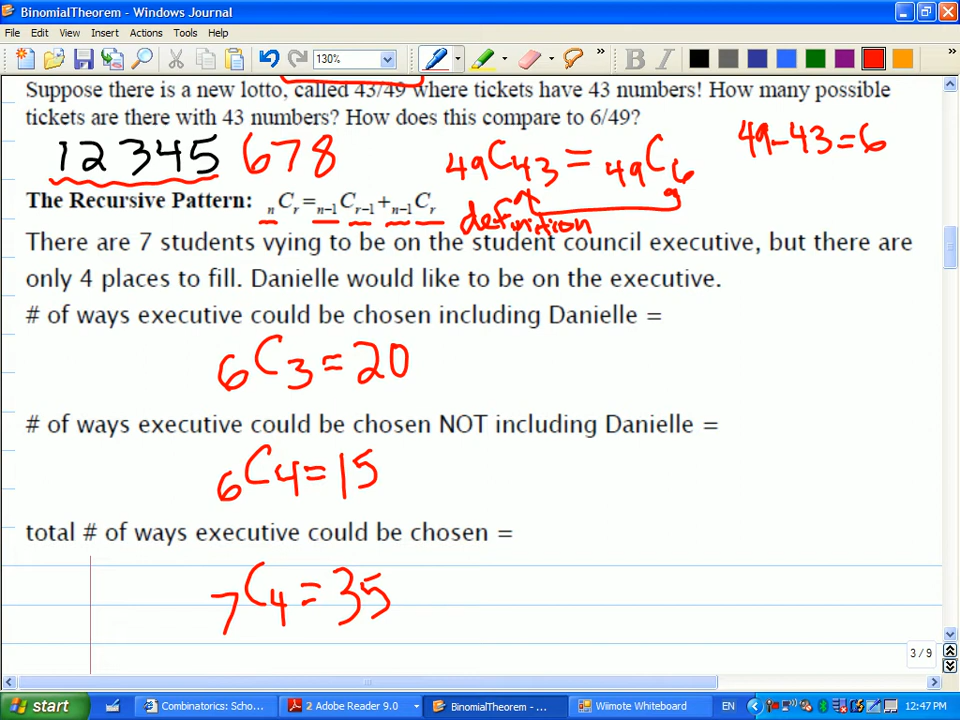 BinomialTheorem - Windows Journal
File Edit View Insert Actions Tools Help
130% » B I »
Suppose there is a new lotto, called 43/49 where tickets have 43 numbers! How many possible
tickets are there with 43 numbers? How does this compare to 6/49?
12345 678
49C43 = 49C6
49-43=6
The Recursive Pattern: nCr=n-1Cr-1+n-1Cr
definition
There are 7 students vying to be on the student council executive, but there are
only 4 places to fill. Danielle would like to be on the executive.
# of ways executive could be chosen including Danielle =
6C3=20
# of ways executive could be chosen NOT including Danielle =
6C4=15
total # of ways executive could be chosen =
7C4=35
3 / 9
start Combinatorics: Scho... 2 Adobe Reader 9.0 BinomialTheorem - ... Wiimote Whiteboard EN 12:47 PM